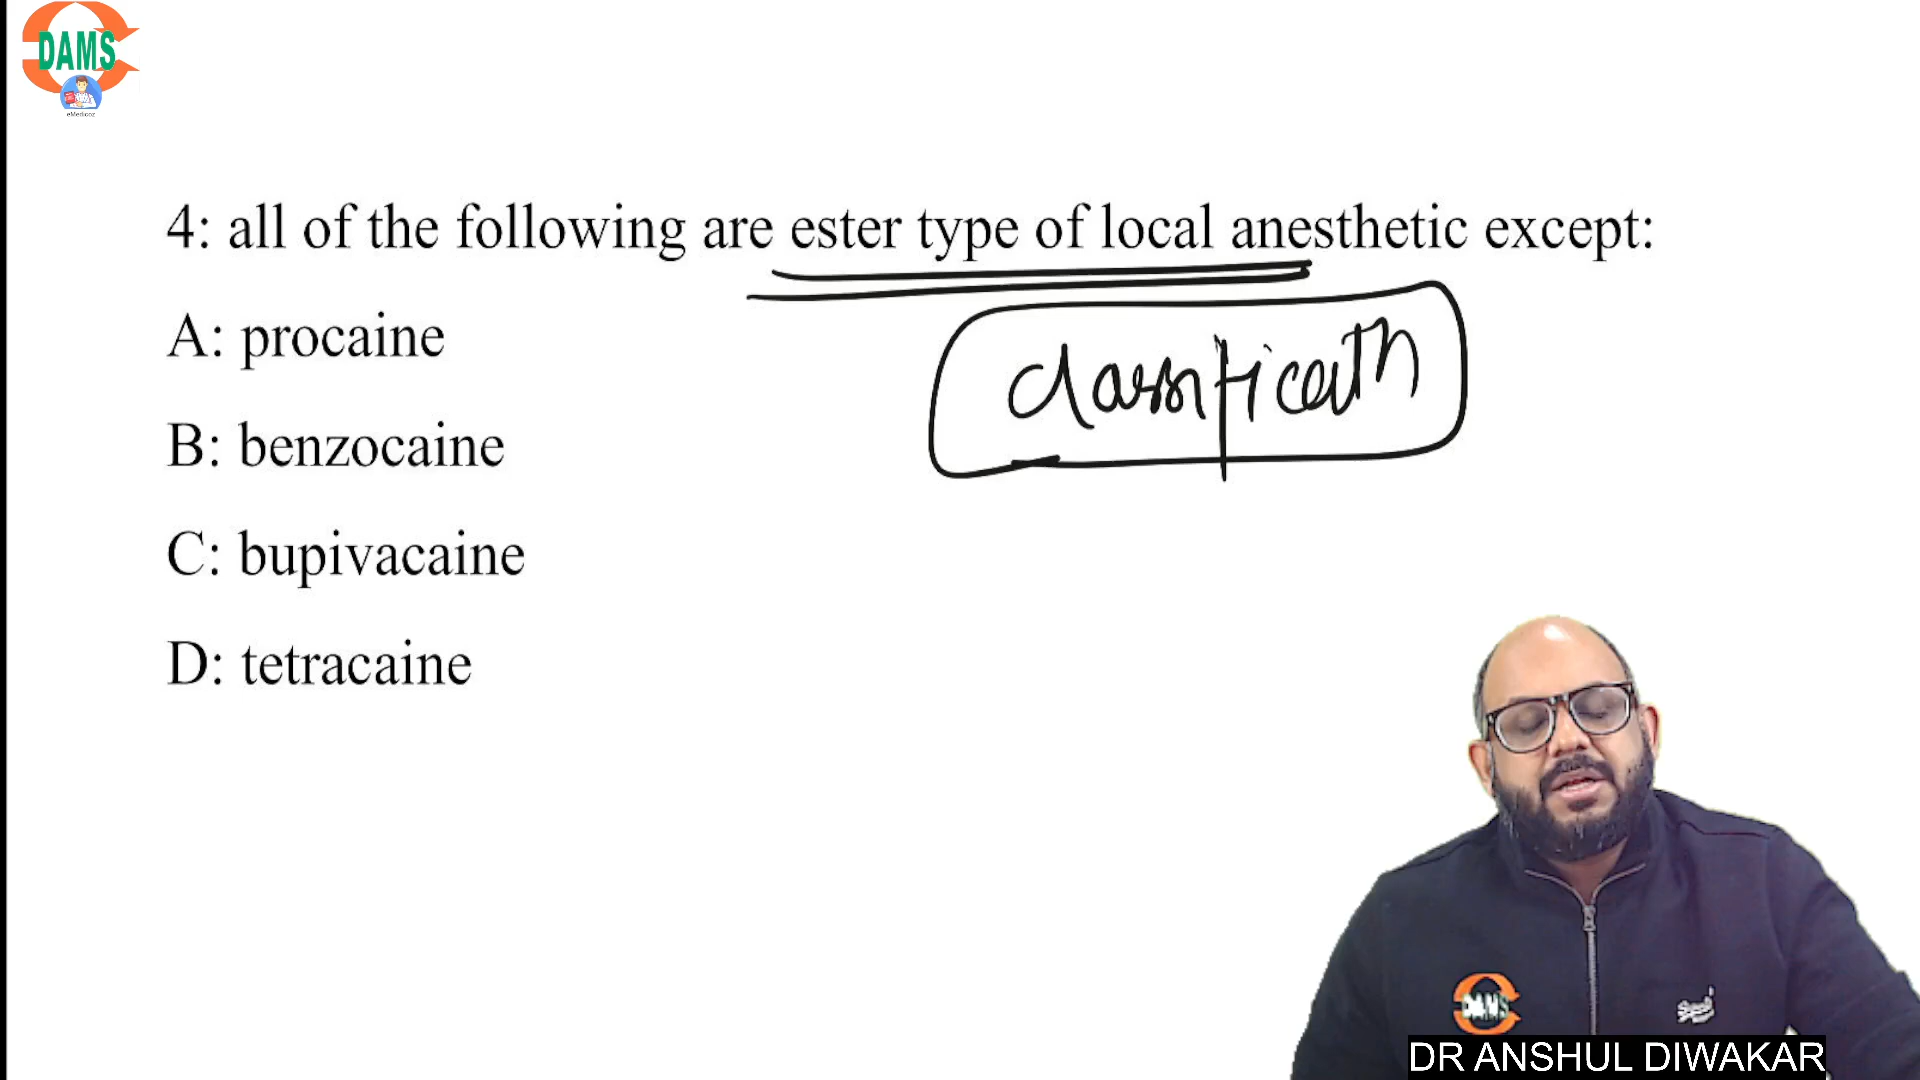 DAMS
eMedicoz
4: all of the following are ester type of local anesthetic except:
A: procaine
classification
B: benzocaine
C: bupivacaine
D: tetracaine
DAMS
DR ANSHUL DIWAKAR